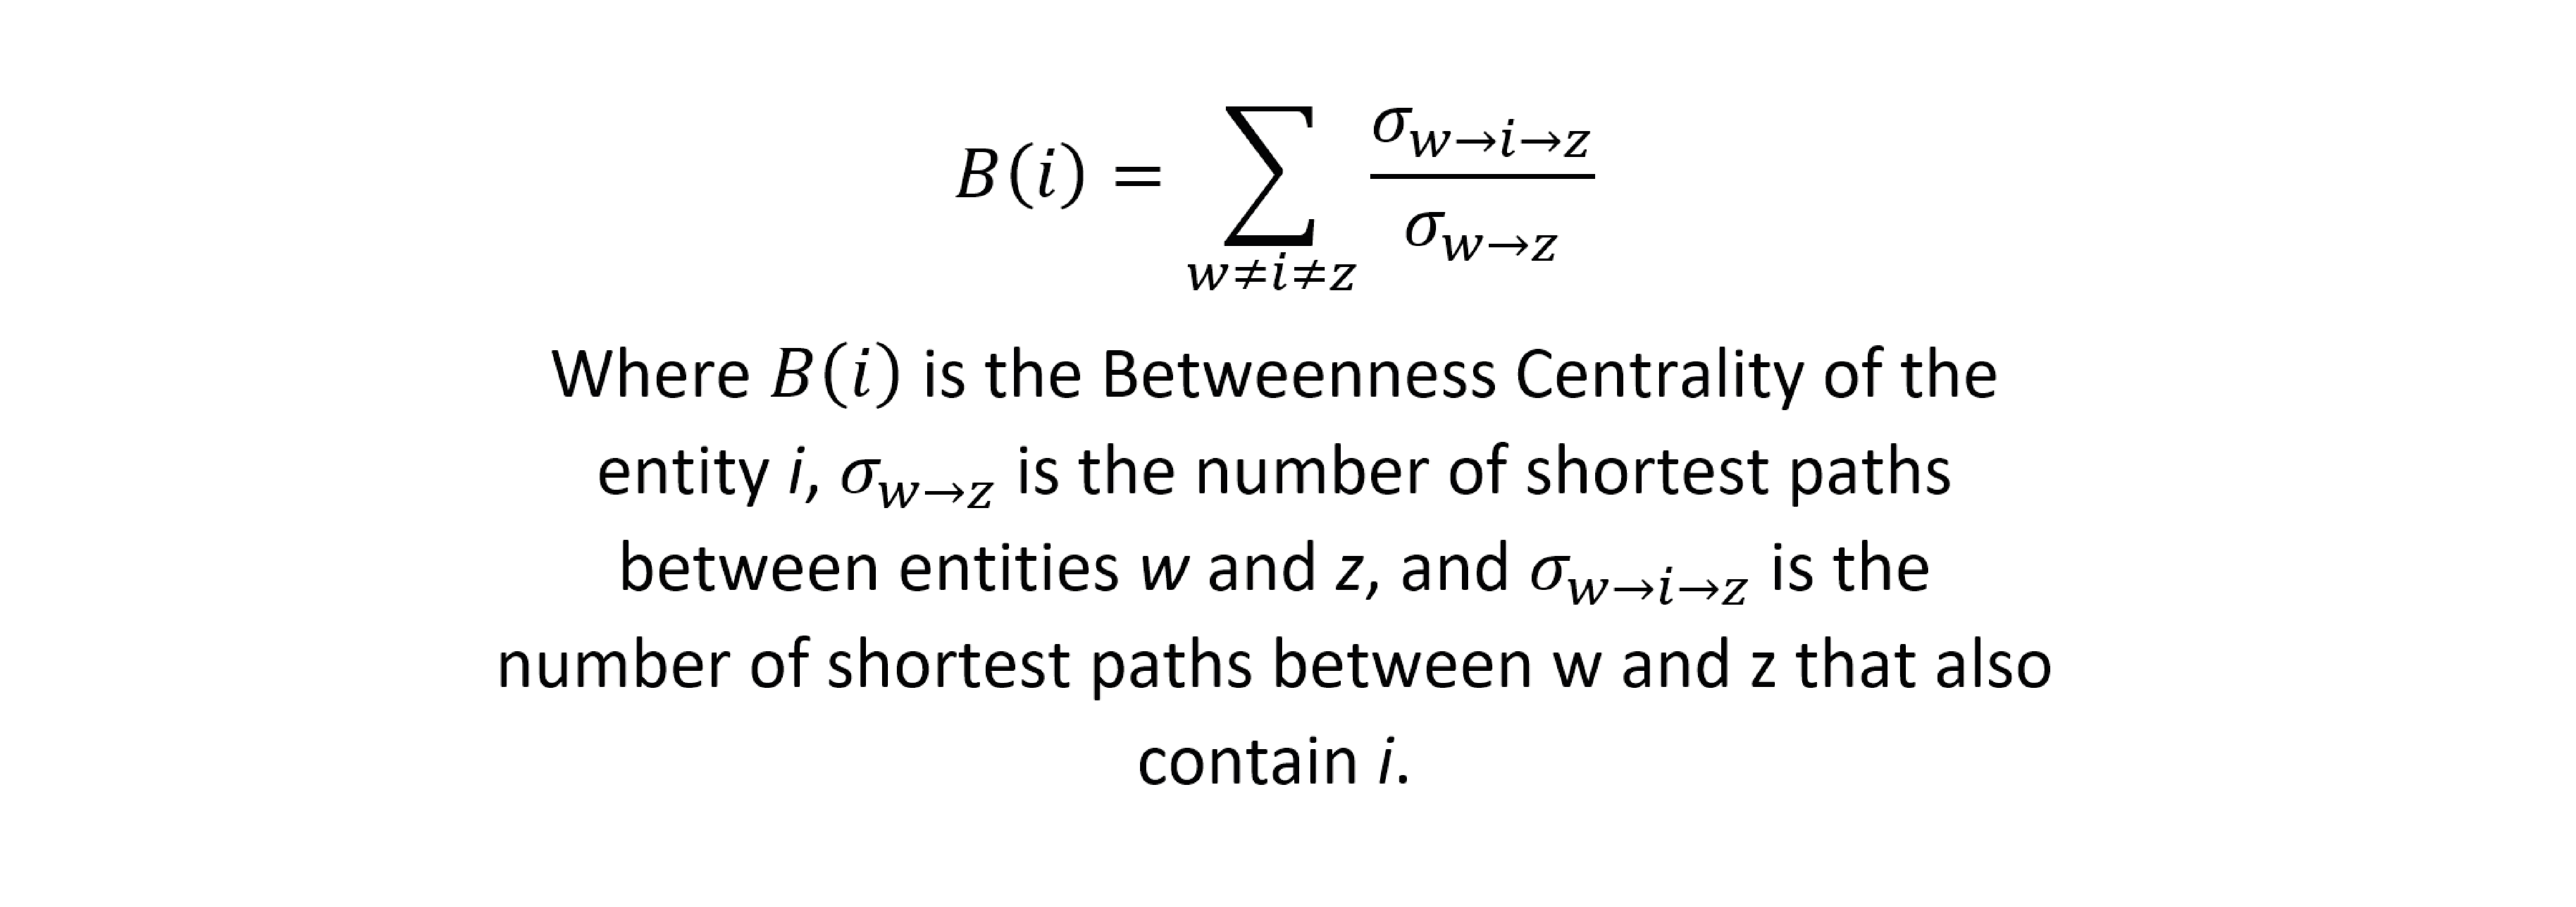 B(i) = ∑_{w≠i≠z} σ_{w→i→z} / σ_{w→z}
Where B(i) is the Betweenness Centrality of the
entity i, σ_{w→z} is the number of shortest paths
between entities w and z, and σ_{w→i→z} is the
number of shortest paths between w and z that also
contain i.